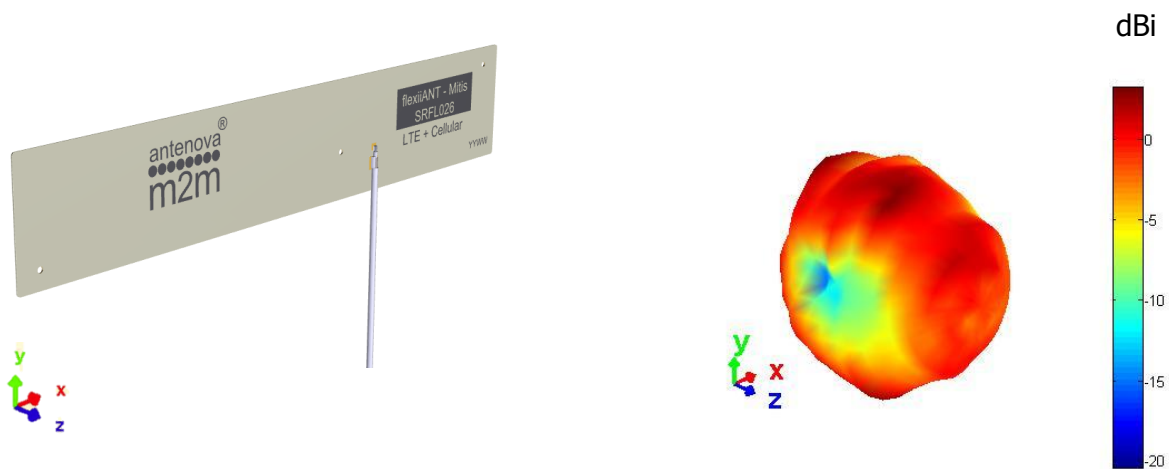 dBi
flexiiANT - Mitis
SRFL026
LTE + Cellular
YYWW
antenova®
m2m
y
x
z
y
x
z
0
-5
-10
-15
-20